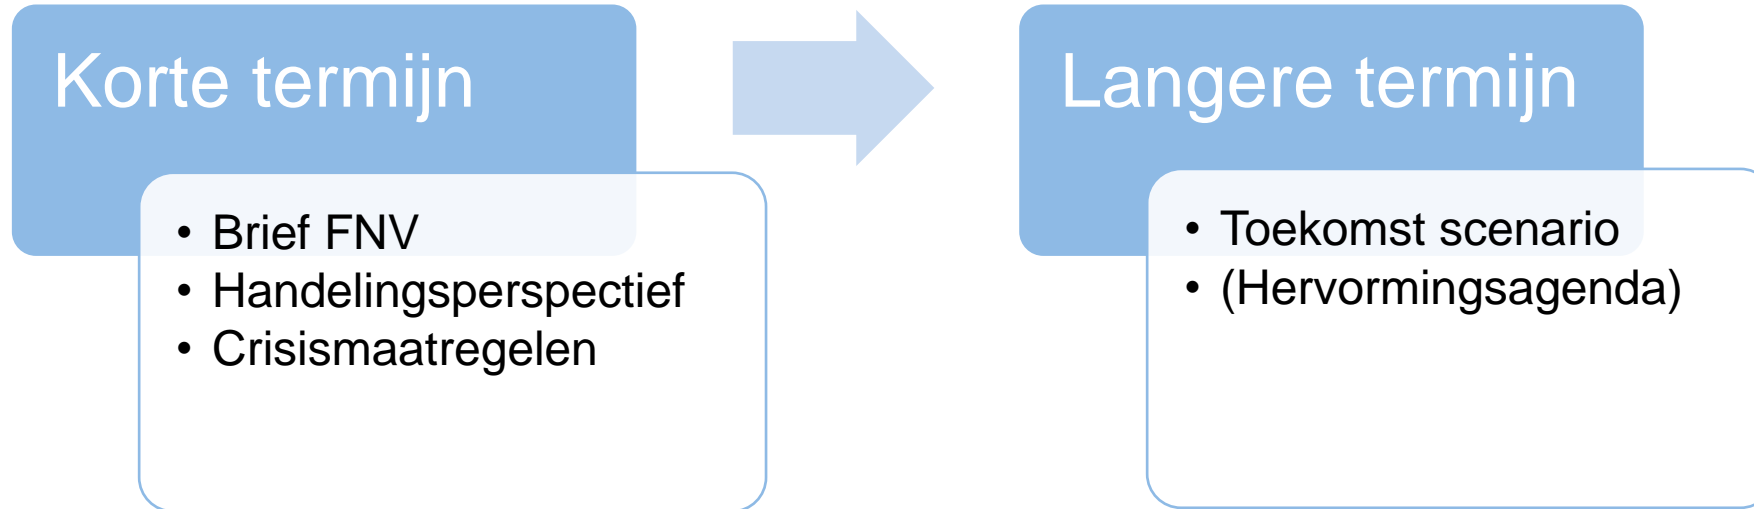 Korte termijn
• Brief FNV
• Handelingsperspectief
• Crisismaatregelen
Langere termijn
• Toekomst scenario
• (Hervormingsagenda)